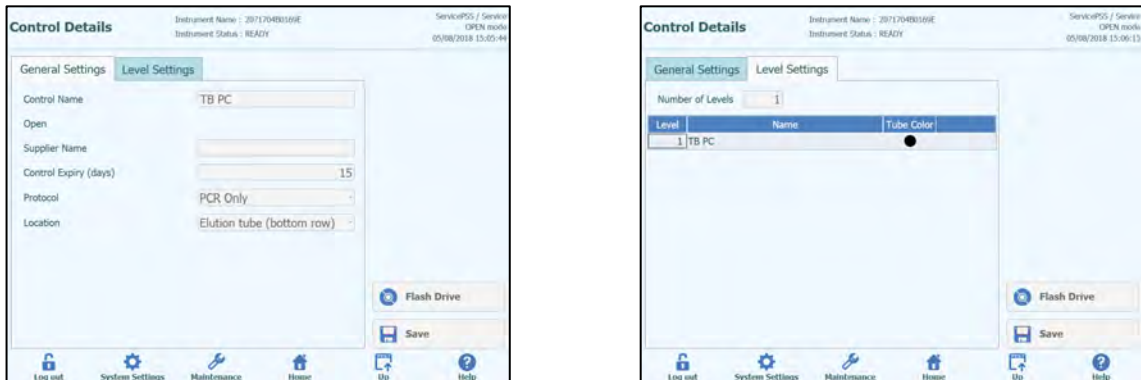 Control Details
Instrument Name : 2071704B0169E
Instrument Status : READY
ServicePSS / Service
OPEN mode
05/08/2018 15:05:44
General Settings
Level Settings
Control Name
TB PC
Open
Supplier Name
Control Expiry (days)
15
Protocol
PCR Only
Location
Elution tube (bottom row)
Flash Drive
Save
Log out
System Settings
Maintenance
Home
Up
Help
Control Details
Instrument Name : 2071704B0169E
Instrument Status : READY
ServicePSS / Service
OPEN mode
05/08/2018 15:06:15
General Settings
Level Settings
Number of Levels
1
Level Name Tube Color
1 TB PC
Flash Drive
Save
Log out
System Settings
Maintenance
Home
Up
Help